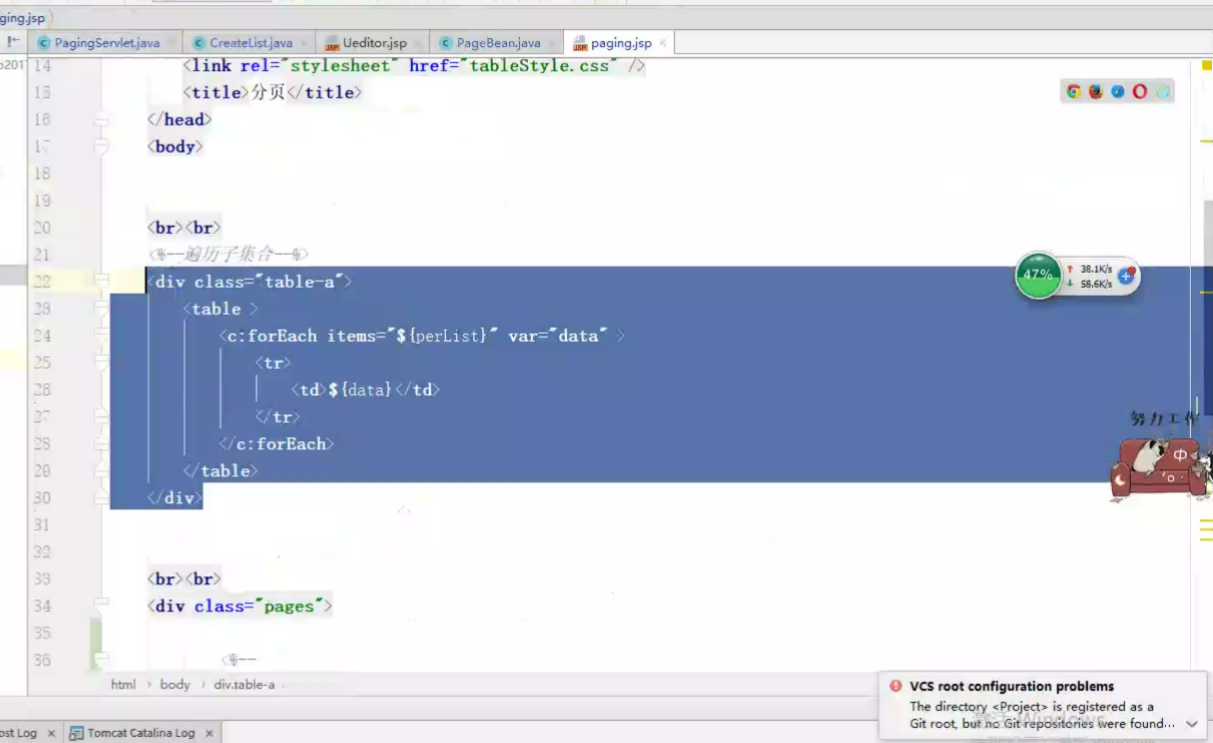 ging.jsp
PagingServlet.java CreateList.java Ueditor.jsp PageBean.java paging.jsp
14 <link rel="stylesheet" href="tableStyle.css" />
15 <title>分页</title>
16 </head>
17 <body>
18
19
20 <br><br>
21 <%--遍历子集合--%>
22 <div class="table-a">
23 <table >
24 <c:forEach items="${perList}" var="data" >
25 <tr>
26 <td>${data}</td>
27 </tr>
28 </c:forEach>
29 </table>
30 </div>
31
32
33 <br><br>
34 <div class="pages">
35
36 <%--
47% 38.1K/s
58.6K/s
努力工作
中
html body div.table-a
VCS root configuration problems
The directory <Project> is registered as a
Git root, but no Git repositories were found...
激活 Windows
ost Log Tomcat Catalina Log